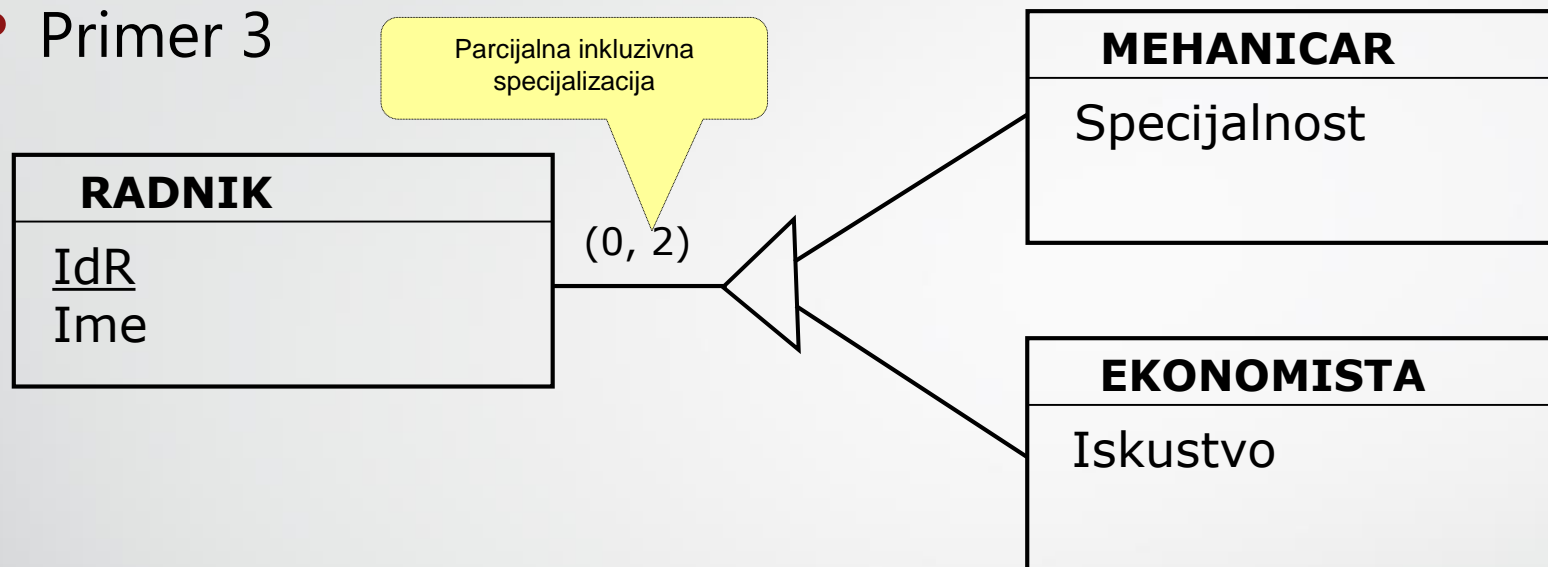 Primer 3
Parcijalna inkluzivna
specijalizacija
RADNIK
IdR
Ime
(0, 2)
MEHANICAR
Specijalnost
EKONOMISTA
Iskustvo